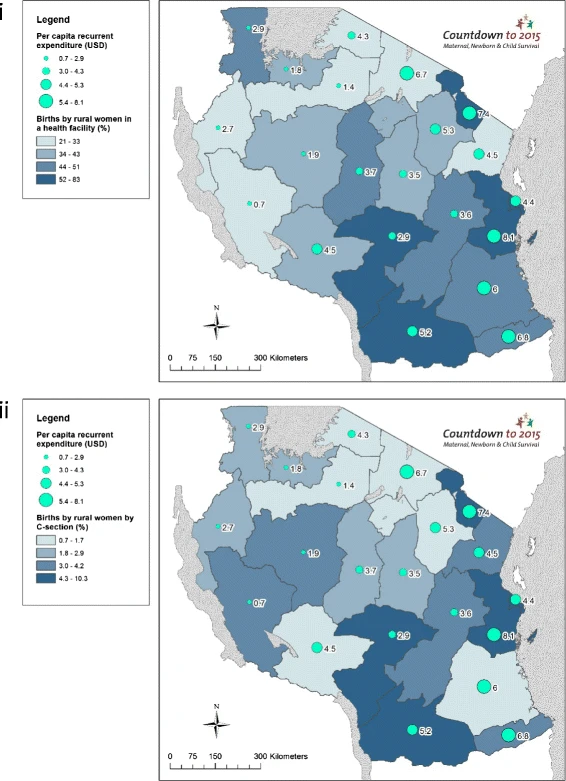 i
Legend
Per capita recurrent
expenditure (USD)
0.7 - 2.9
3.0 - 4.3
4.4 - 5.3
5.4 - 8.1
Births by rural women in
a health facility (%)
21 - 33
34 - 43
44 - 51
52 - 83
Countdown to 2015
Maternal, Newborn & Child Survival
2.9
4.3
1.8
6.7
1.4
7.4
2.7
5.3
4.5
1.9
3.7
3.5
0.7
4.4
3.6
2.9
8.1
4.5
6
5.2
6.8
N
0 75 150 300 Kilometers
ii
Legend
Per capita recurrent
expenditure (USD)
0.7 - 2.9
3.0 - 4.3
4.4 - 5.3
5.4 - 8.1
Births by rural women by
C-section (%)
0.7 - 1.7
1.8 - 2.9
3.0 - 4.2
4.3 - 10.3
Countdown to 2015
Maternal, Newborn & Child Survival
2.9
4.3
1.8
6.7
1.4
7.4
2.7
5.3
4.5
1.9
3.7
3.5
0.7
4.4
3.6
2.9
8.1
4.5
6
5.2
6.8
N
0 75 150 300 Kilometers